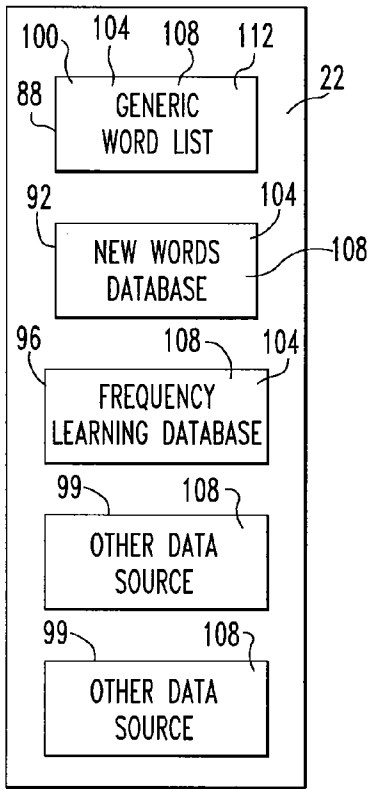 100 104 108 112
22
88
GENERIC
WORD LIST
92
104
108
NEW WORDS
DATABASE
96
108
104
FREQUENCY
LEARNING DATABASE
99
108
OTHER DATA
SOURCE
99
108
OTHER DATA
SOURCE